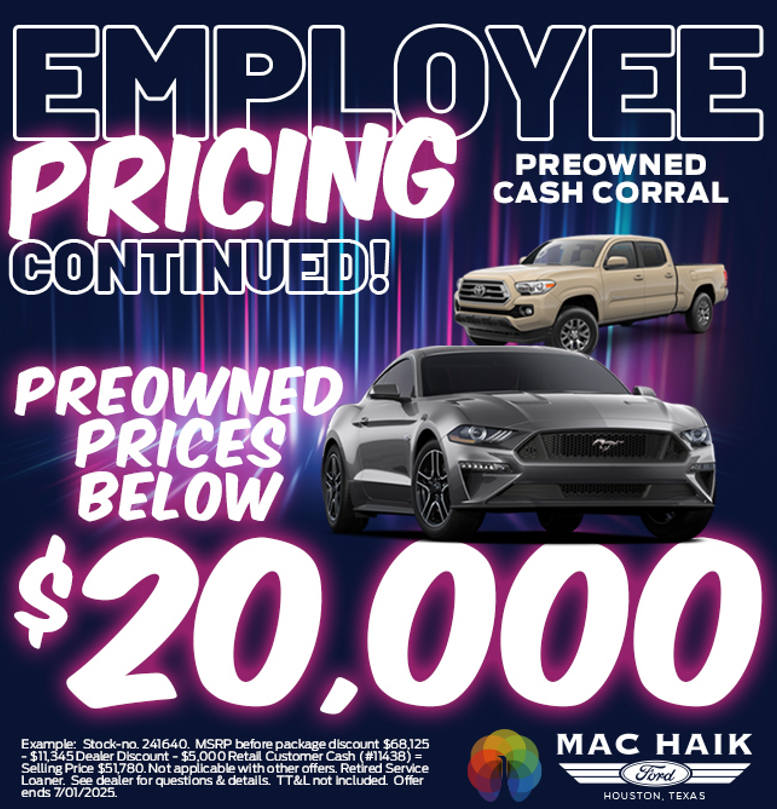 EMPLOYEE
PRICING
CONTINUED!
PREOWNED
CASH CORRAL
PREOWNED
PRICES
BELOW
$20,000
Example: Stock-no. 241640. MSRP before package discount $68,125
- $11,345 Dealer Discount - $5,000 Retail Customer Cash (#11438) =
Selling Price $51,780. Not applicable with other offers. Retired Service
Loaner. See dealer for questions & details. TT&L not included. Offer
ends 7/01/2025.
MAC HAIK
Ford
HOUSTON, TEXAS